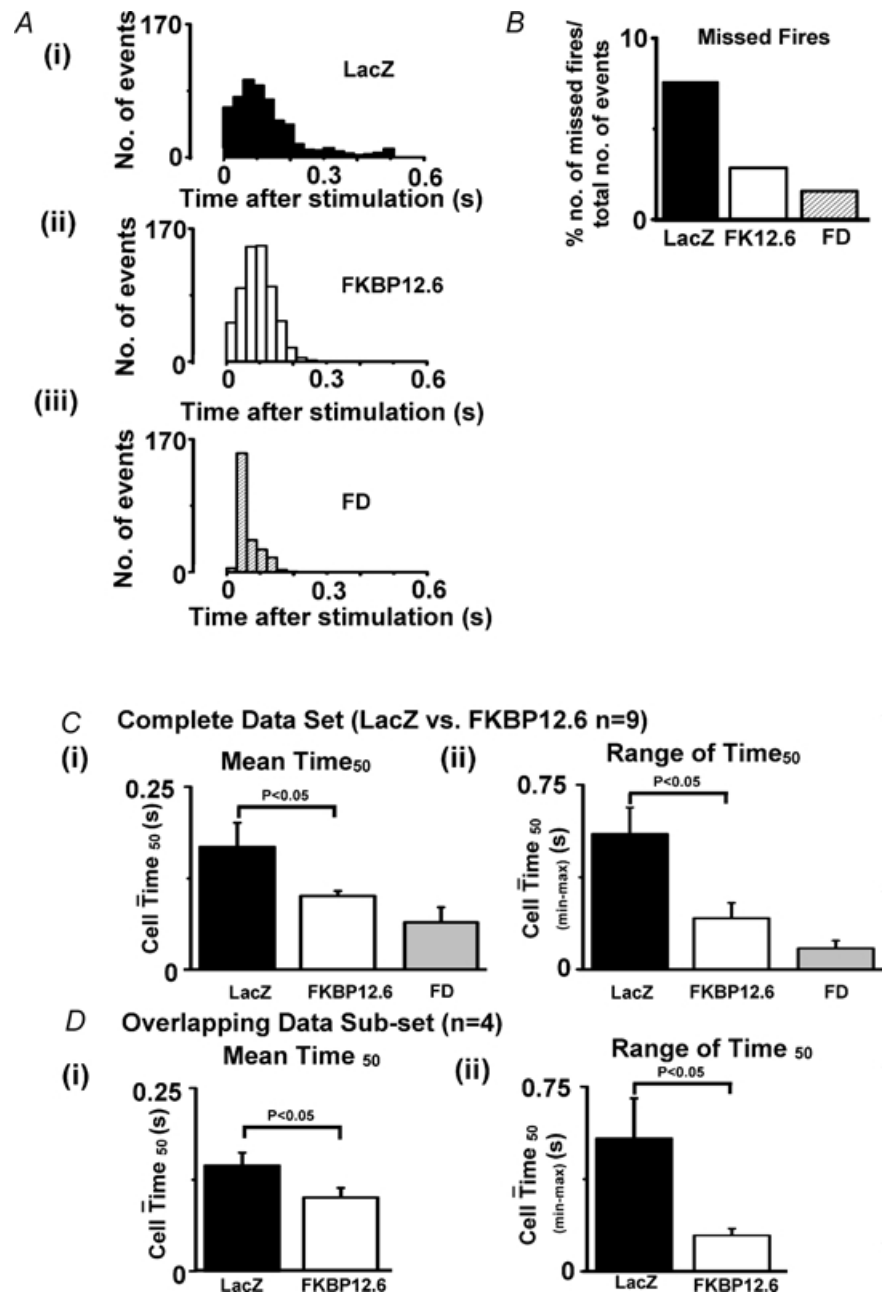 A
(i)
170
0
No. of events
LacZ
0 0.3 0.6
Time after stimulation (s)
(ii)
170
0
No. of events
FKBP12.6
0 0.3 0.6
Time after stimulation (s)
(iii)
170
0
No. of events
FD
0 0.3 0.6
Time after stimulation (s)
B
Missed Fires
10
0
% no. of missed fires/
total no. of events
LacZ FK12.6 FD
C Complete Data Set (LacZ vs. FKBP12.6 n=9)
(i)
Mean Time50
0.25
0
Cell Time 50 (s)
P<0.05
LacZ FKBP12.6 FD
(ii)
Range of Time50
0.75
0
Cell Time 50
(min-max) (s)
P<0.05
LacZ FKBP12.6 FD
D Overlapping Data Sub-set (n=4)
(i)
Mean Time 50
0.25
0
Cell Time 50 (s)
P<0.05
LacZ FKBP12.6
(ii)
Range of Time 50
0.75
0
Cell Time 50
(min-max) (s)
P<0.05
LacZ FKBP12.6